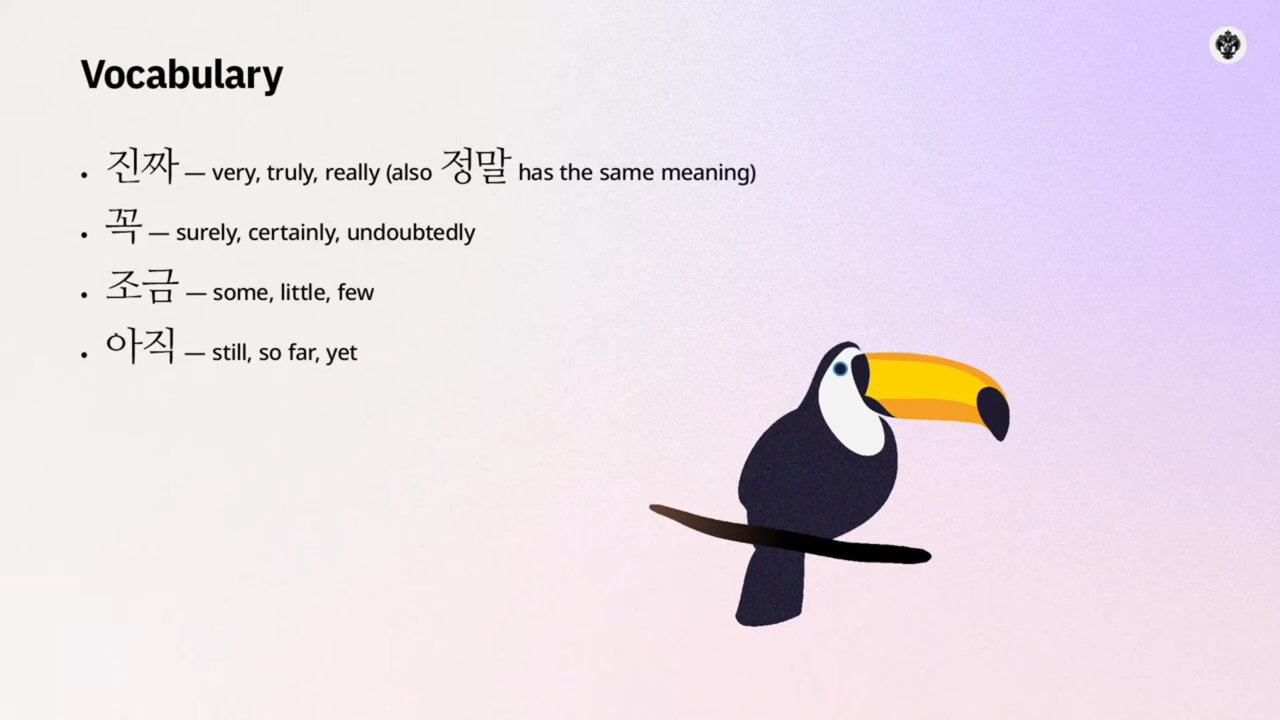 Vocabulary
• 진짜 — very, truly, really (also 정말 has the same meaning)
• 꼭 — surely, certainly, undoubtedly
• 조금 — some, little, few
• 아직 — still, so far, yet